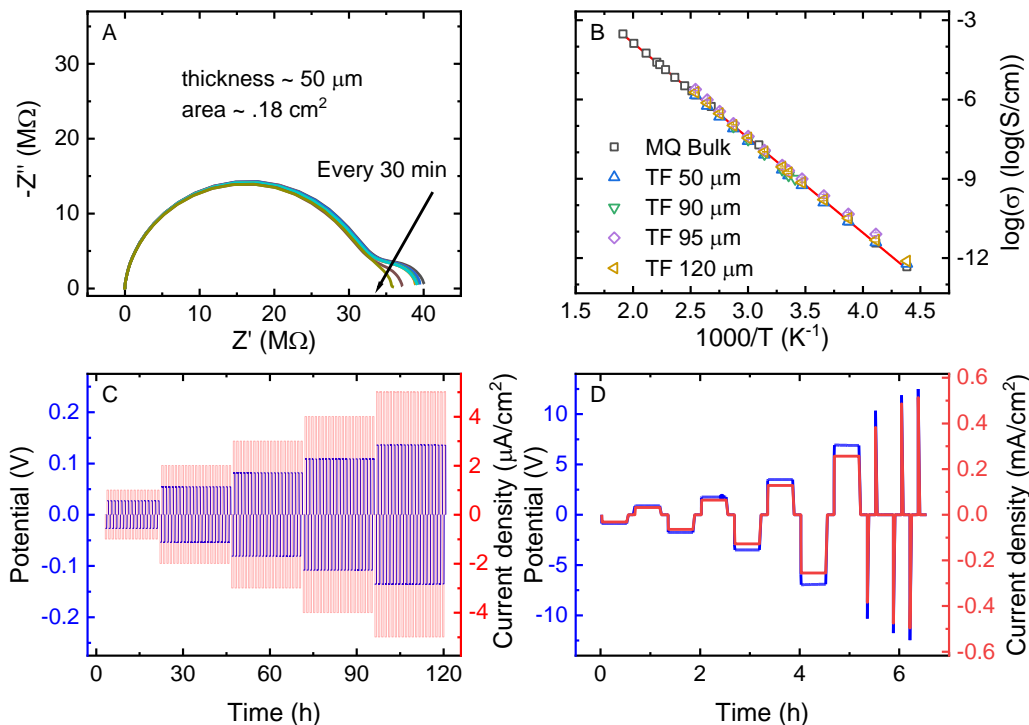 A
thickness ~ 50 μm
area ~ .18 cm²
Every 30 min
-Z'' (MΩ)
30
20
10
0
0
10
20
30
40
Z' (MΩ)
B
MQ Bulk
TF 50 μm
TF 90 μm
TF 95 μm
TF 120 μm
-3
-6
-9
-12
log(σ) (log(S/cm))
1.5
2.0
2.5
3.0
3.5
4.0
4.5
1000/T (K⁻¹)
C
Potential (V)
0.2
0.1
0.0
-0.1
-0.2
4
2
0
-2
-4
Current density (μA/cm²)
0
30
60
90
120
Time (h)
D
Potential (V)
10
5
0
-5
-10
0.6
0.4
0.2
0.0
-0.2
-0.4
-0.6
Current density (mA/cm²)
0
2
4
6
Time (h)